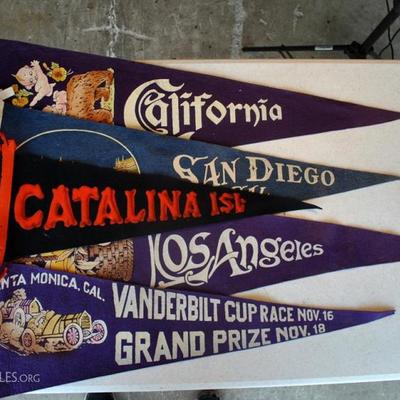 California
SAN DIEGO
CATALINA ISL
LOS Angeles
NTA MONICA, CAL.
VANDERBILT CUP RACE NOV. 16
GRAND PRIZE NOV. 18
LES.ORG